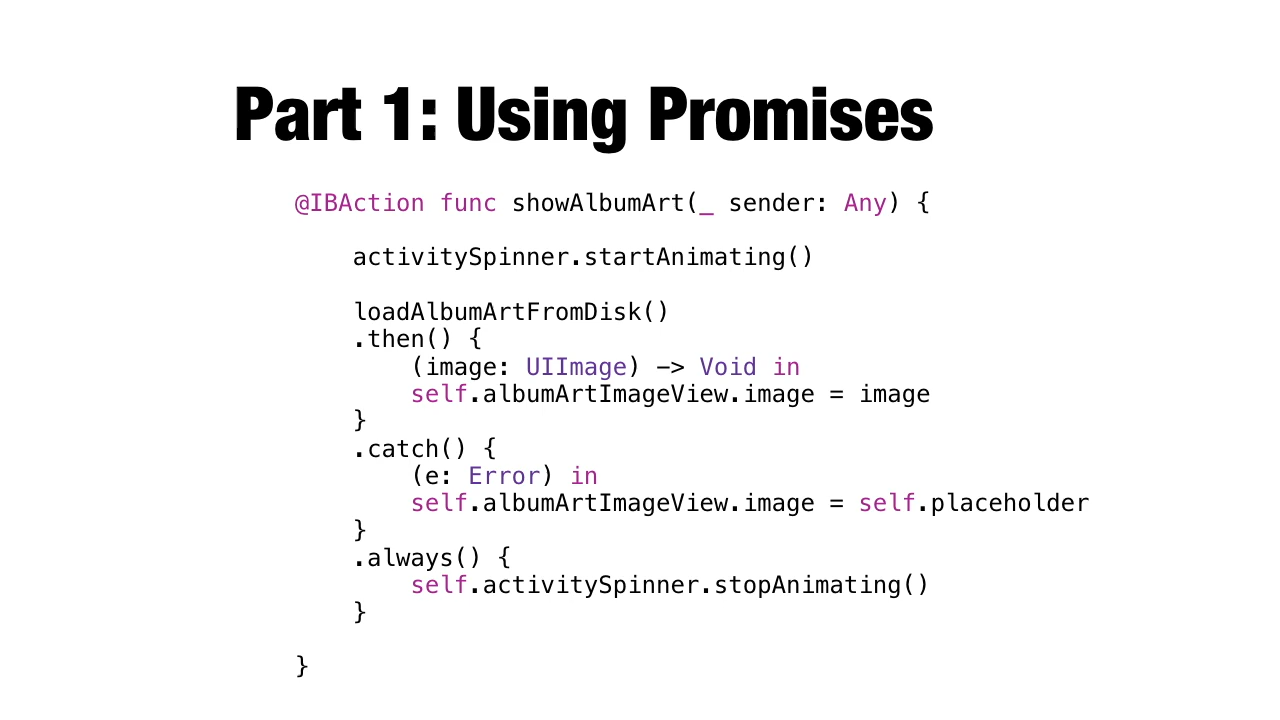 Part 1: Using Promises
@IBAction func showAlbumArt(_ sender: Any) {
activitySpinner.startAnimating()
loadAlbumArtFromDisk()
.then() {
(image: UIImage) -> Void in
self.albumArtImageView.image = image
}
.catch() {
(e: Error) in
self.albumArtImageView.image = self.placeholder
}
.always() {
self.activitySpinner.stopAnimating()
}
}